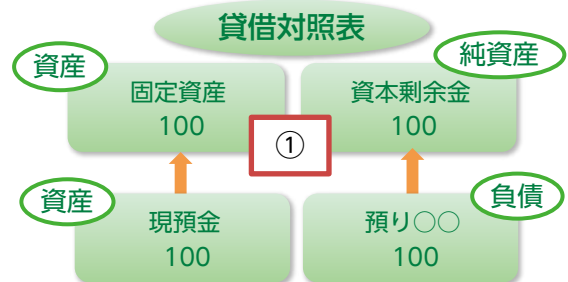 貸借対照表
資産
純資産
固定資産
100
資本剰余金
100
①
資産
負債
現預金
100
預り○○
100